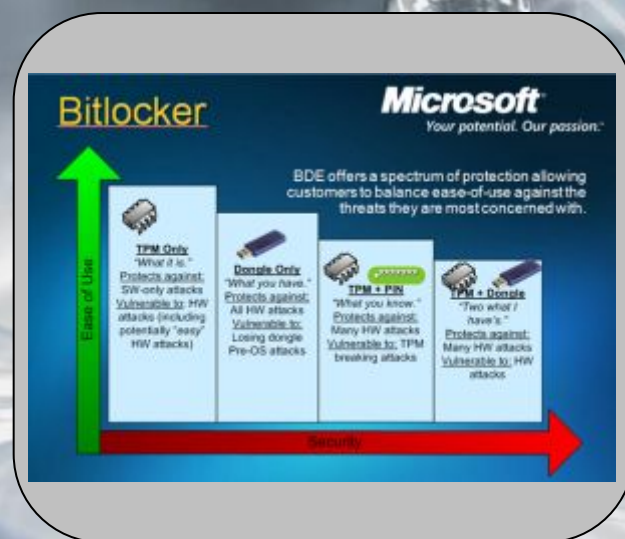 Bitlocker
Microsoft
Your potential. Our passion.™
BDE offers a spectrum of protection allowing
customers to balance ease-of-use against the
threats they are most concerned with.
Ease of Use
TPM Only
"What it is."
Protects against:
SW-only attacks
Vulnerable to: HW
attacks (including
potentially "easy"
HW attacks)
Dongle Only
"What you have."
Protects against:
All HW attacks
Vulnerable to:
Losing dongle
Pre-OS attacks
TPM + PIN
"What you know."
Protects against:
Many HW attacks
Vulnerable to: TPM
breaking attacks
TPM + Dongle
"Two what I
have's."
Protects against:
Many HW attacks
Vulnerable to: HW
attacks
Security